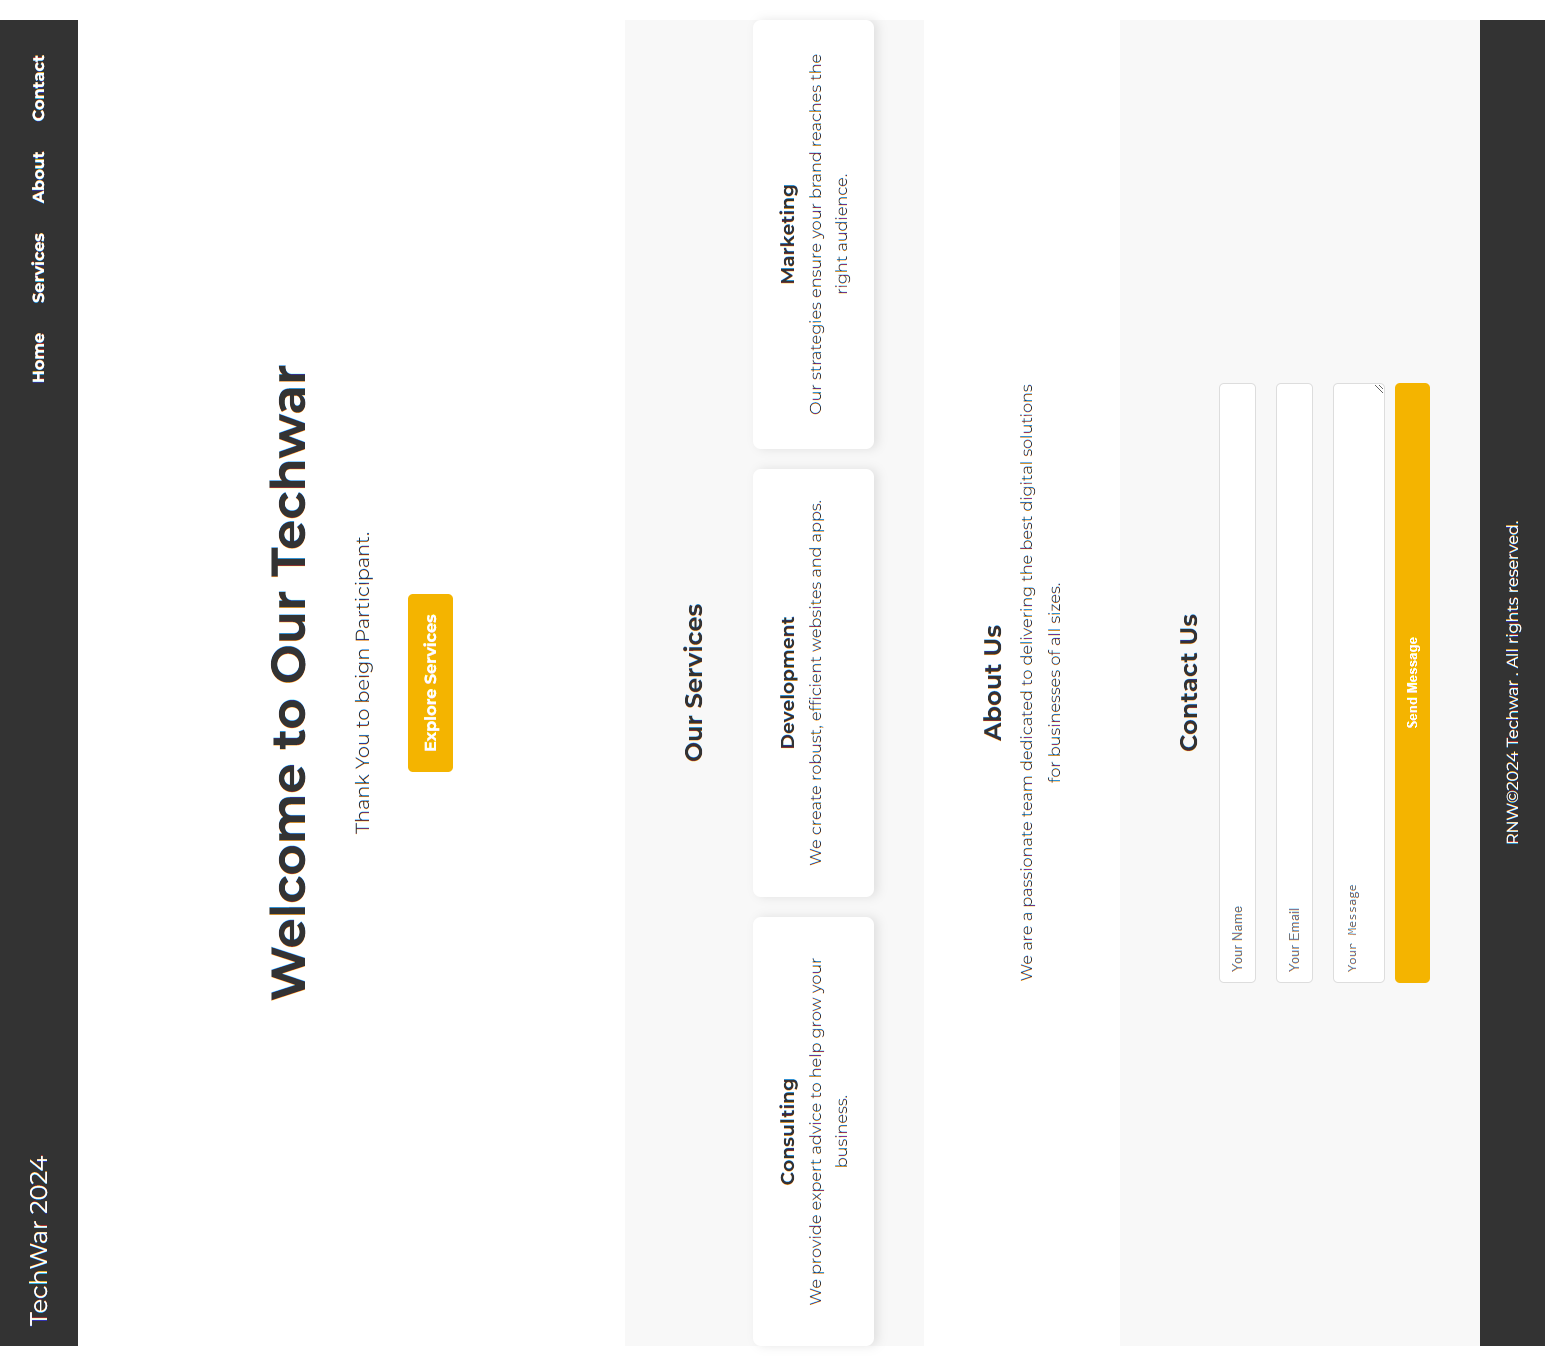 TechWar 2024
Home
Services
About
Contact
Welcome to Our Techwar
Thank You to beign Participant.
Explore Services
Our Services
Consulting
We provide expert advice to help grow your
business.
Development
We create robust, efficient websites and apps.
Marketing
Our strategies ensure your brand reaches the
right audience.
About Us
We are a passionate team dedicated to delivering the best digital solutions
for businesses of all sizes.
Contact Us
Your Name
Your Email
Your Message
Send Message
RNW©2024 Techwar . All rights reserved.